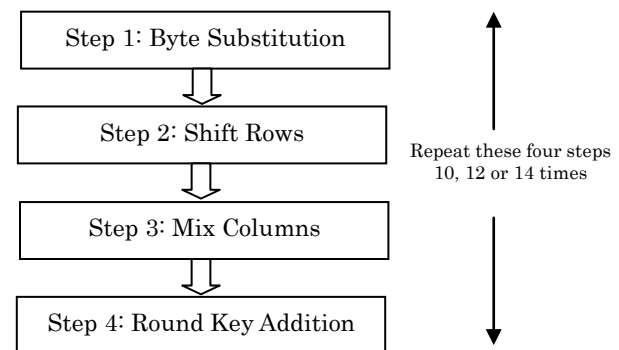 Step 1: Byte Substitution
Step 2: Shift Rows
Repeat these four steps
10, 12 or 14 times
Step 3: Mix Columns
Step 4: Round Key Addition